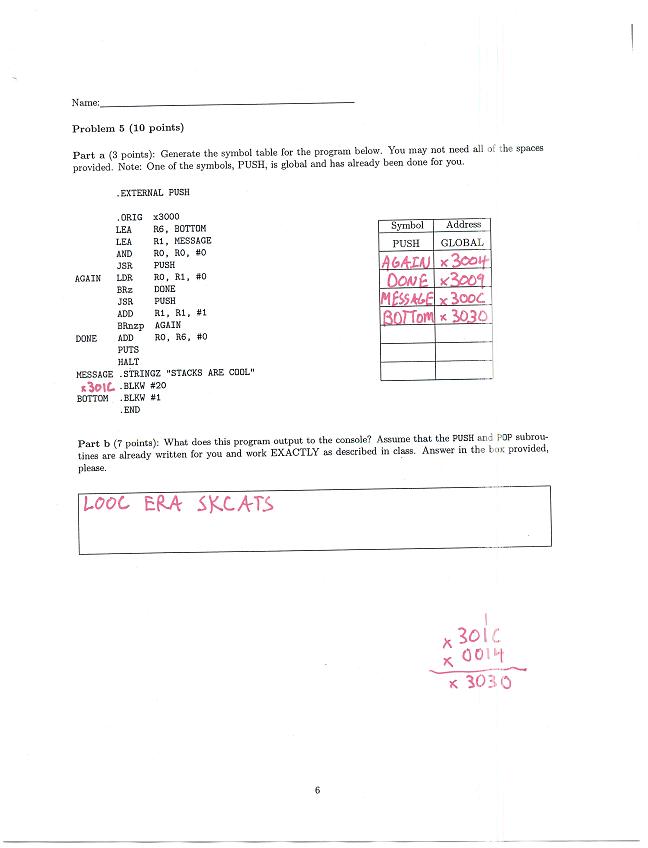 Name:
Problem 5 (10 points)
Part a (3 points): Generate the symbol table for the program below. You may not need all of the spaces
provided. Note: One of the symbols, PUSH, is global and has already been done for you.
.EXTERNAL PUSH
.ORIG x3000
LEA R6, BOTTOM
LEA R1, MESSAGE
AND R0, R0, #0
JSR PUSH
AGAIN LDR R0, R1, #0
BRz DONE
JSR PUSH
ADD R1, R1, #1
BRnzp AGAIN
DONE ADD R0, R6, #0
PUTS
HALT
MESSAGE .STRINGZ "STACKS ARE COOL"
x301C .BLKW #20
BOTTOM .BLKW #1
.END
Symbol Address
PUSH GLOBAL
AGAIN x3004
DONE x3009
MESSAGE x300C
BOTTOM x3030
Part b (7 points): What does this program output to the console? Assume that the PUSH and POP subrou-
tines are already written for you and work EXACTLY as described in class. Answer in the box provided,
please.
LOOC ERA SKCATS
1
x 301C
x 0014
x 3030
6